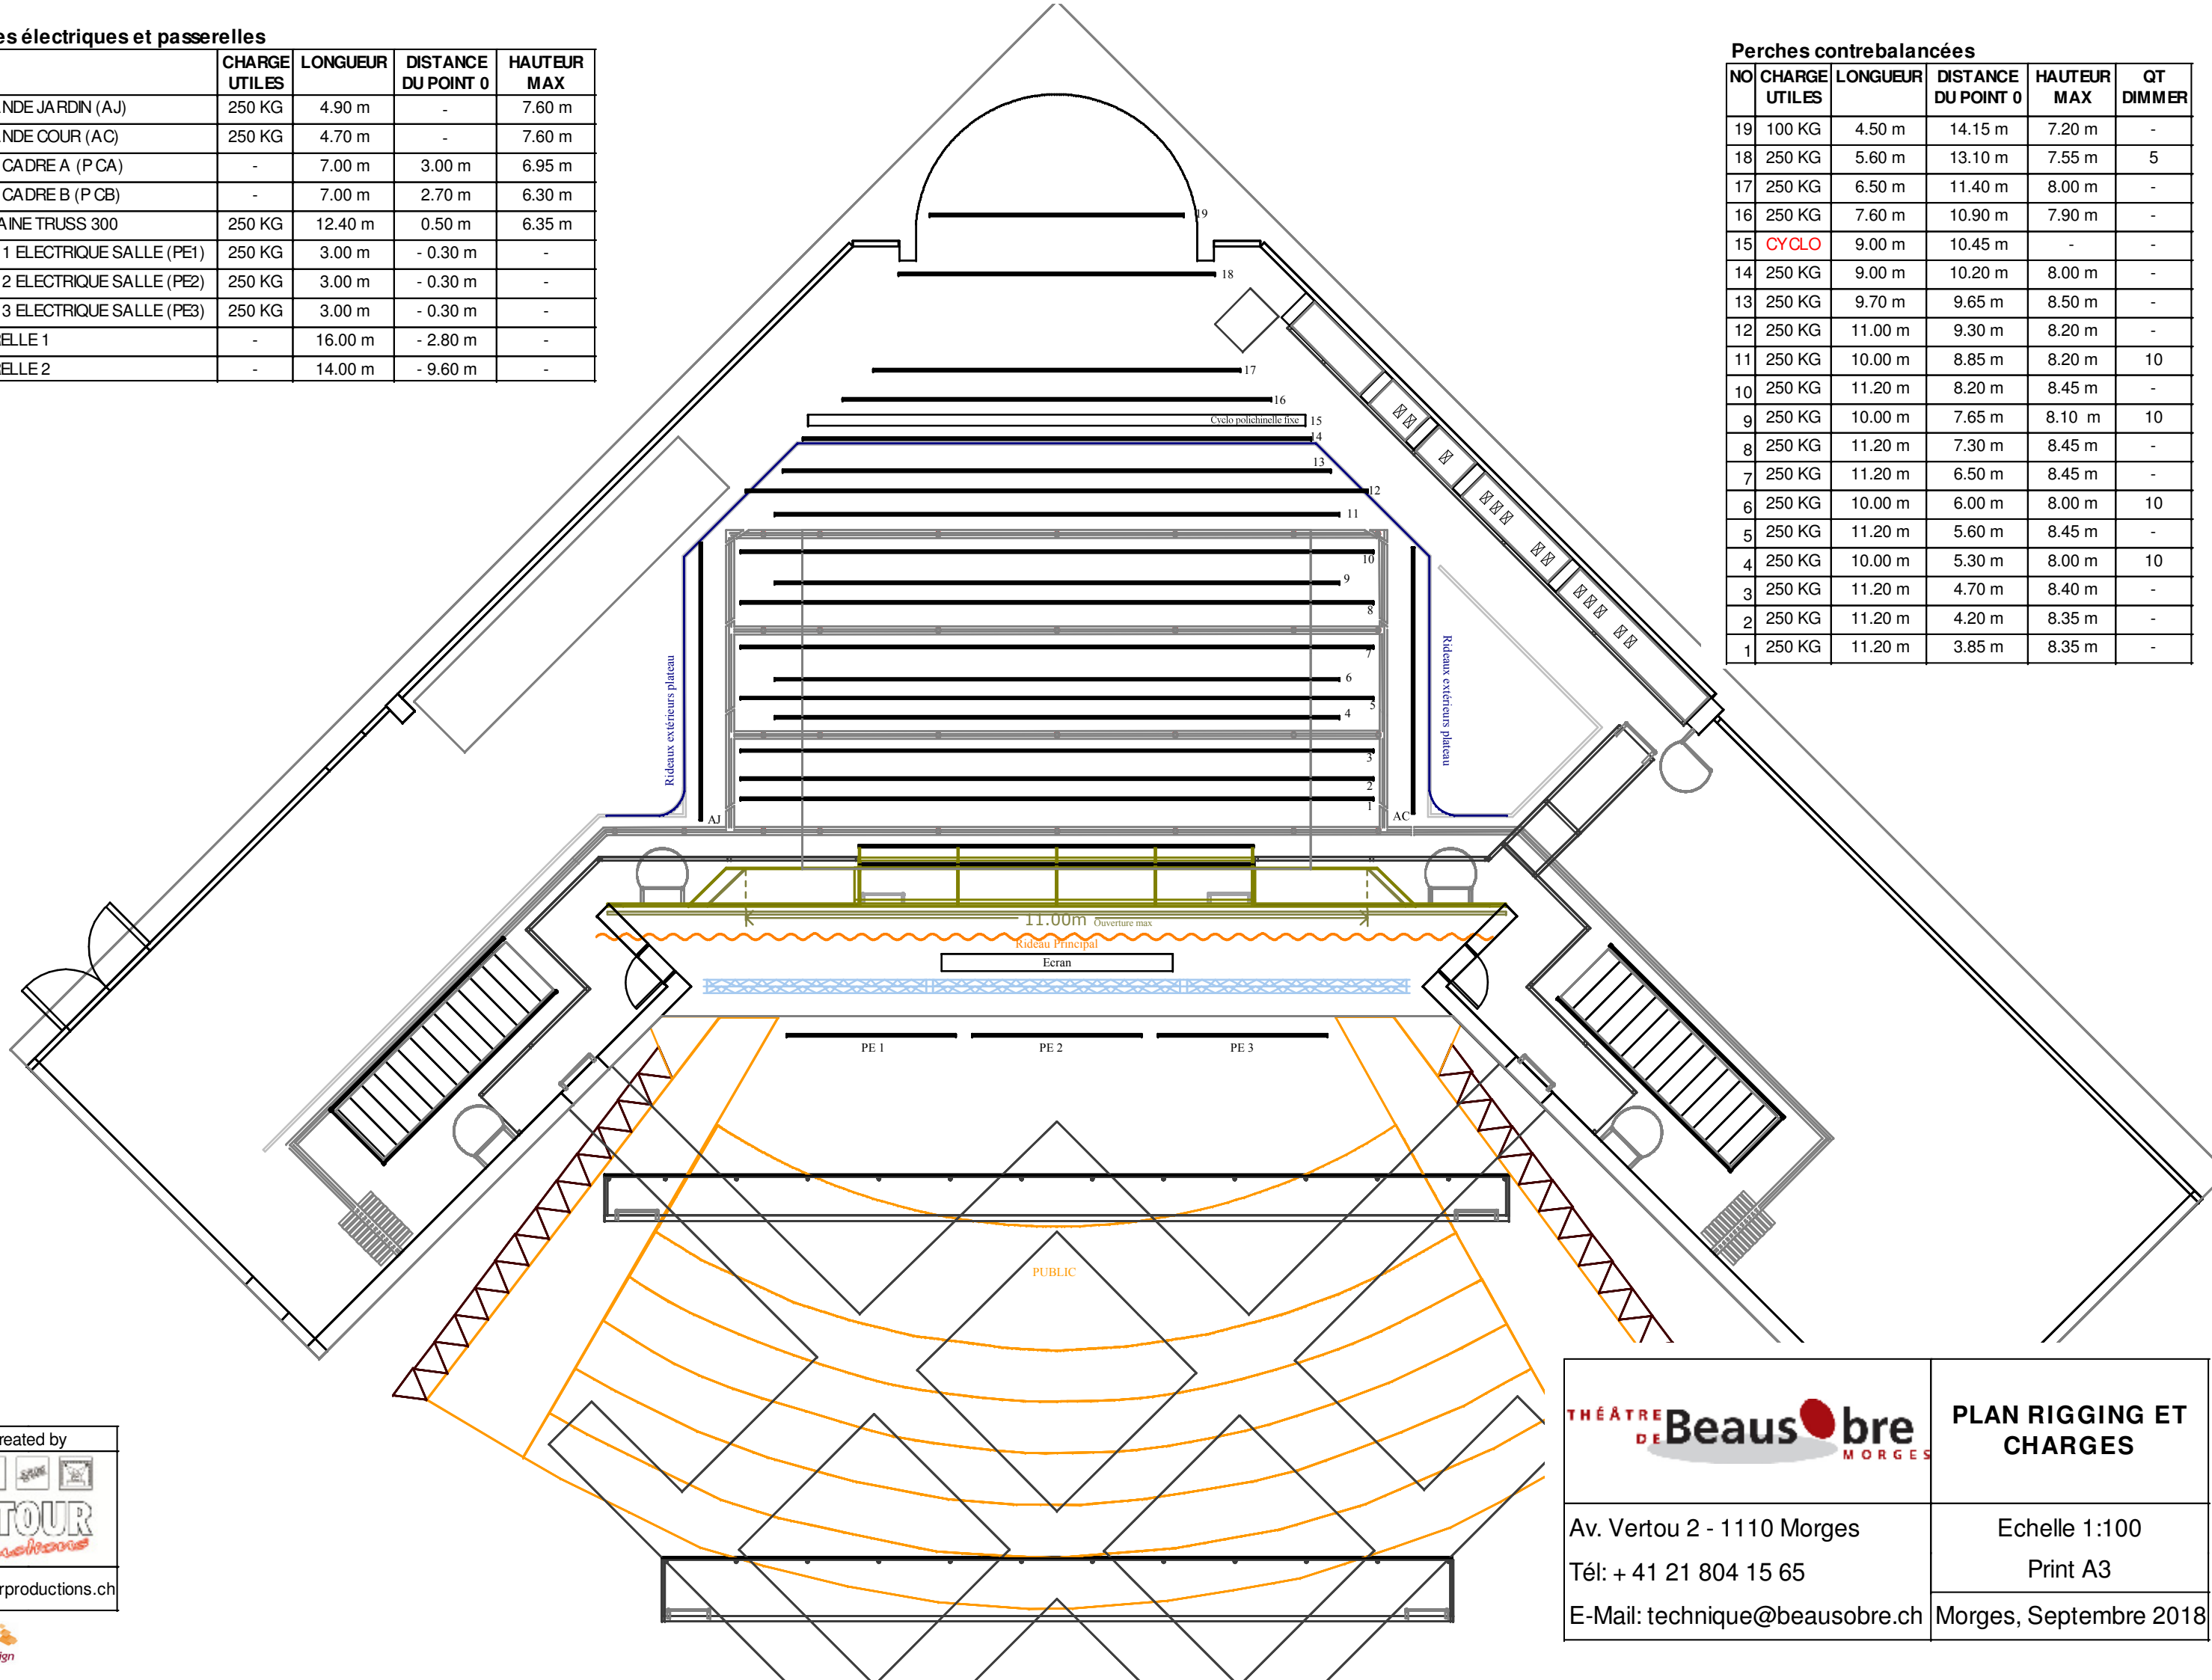 es électriques et passerelles
CHARGE UTILES LONGUEUR DISTANCE DU POINT 0 HAUTEUR MAX
NDE JARDIN (AJ) 250 KG 4.90 m - 7.60 m
NDE COUR (AC) 250 KG 4.70 m - 7.60 m
CADRE A (P CA) - 7.00 m 3.00 m 6.95 m
CADRE B (P CB) - 7.00 m 2.70 m 6.30 m
AINE TRUSS 300 250 KG 12.40 m 0.50 m 6.35 m
1 ELECTRIQUE SALLE (PE1) 250 KG 3.00 m - 0.30 m -
2 ELECTRIQUE SALLE (PE2) 250 KG 3.00 m - 0.30 m -
3 ELECTRIQUE SALLE (PE3) 250 KG 3.00 m - 0.30 m -
ELLE 1 - 16.00 m - 2.80 m -
ELLE 2 - 14.00 m - 9.60 m -
Perches contrebalancées
NO CHARGE UTILES LONGUEUR DISTANCE DU POINT 0 HAUTEUR MAX QT DIMMER
19 100 KG 4.50 m 14.15 m 7.20 m -
18 250 KG 5.60 m 13.10 m 7.55 m 5
17 250 KG 6.50 m 11.40 m 8.00 m -
16 250 KG 7.60 m 10.90 m 7.90 m -
15 CYCLO 9.00 m 10.45 m - -
14 250 KG 9.00 m 10.20 m 8.00 m -
13 250 KG 9.70 m 9.65 m 8.50 m -
12 250 KG 11.00 m 9.30 m 8.20 m -
11 250 KG 10.00 m 8.85 m 8.20 m 10
10 250 KG 11.20 m 8.20 m 8.45 m -
9 250 KG 10.00 m 7.65 m 8.10 m 10
8 250 KG 11.20 m 7.30 m 8.45 m -
7 250 KG 11.20 m 6.50 m 8.45 m -
6 250 KG 10.00 m 6.00 m 8.00 m 10
5 250 KG 11.20 m 5.60 m 8.45 m -
4 250 KG 10.00 m 5.30 m 8.00 m 10
3 250 KG 11.20 m 4.70 m 8.40 m -
2 250 KG 11.20 m 4.20 m 8.35 m -
1 250 KG 11.20 m 3.85 m 8.35 m -
19
18
17
16
Cyclo polichinelle fixe 15
14
13
12
11
10
9
8
7
6
5
4
3
2
1
Rideaux extérieurs plateau
Rideaux extérieurs plateau
AJ
AC
11.00m Ouverture max
Rideau Principal
Ecran
PE 1
PE 2
PE 3
PUBLIC
reated by
TOUR
rproductions.ch
ign
THÉÂTRE DE Beausobre MORGES
PLAN RIGGING ET CHARGES
Av. Vertou 2 - 1110 Morges
Tél: + 41 21 804 15 65
E-Mail: technique@beausobre.ch
Echelle 1:100
Print A3
Morges, Septembre 2018